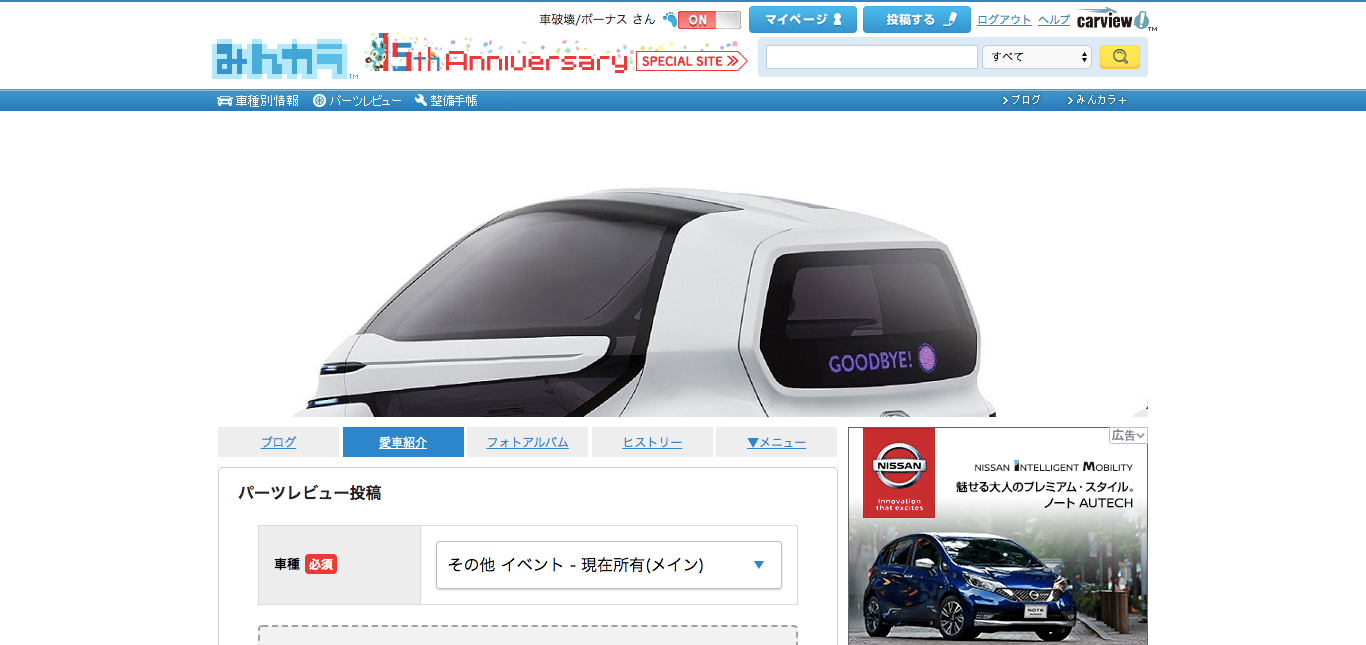 車破壊/ボーナス さん
ON
マイページ
投稿する
ログアウト
ヘルプ
carview!
TM
みんカラ
TM
15th Anniversary
SPECIAL SITE
すべて
車種別情報
パーツレビュー
整備手帳
ブログ
みんカラ+
GOODBYE!
ブログ
愛車紹介
フォトアルバム
ヒストリー
▼メニュー
パーツレビュー投稿
車種 必須
その他 イベント - 現在所有(メイン)
▼
広告
NISSAN
Innovation
that excites
NISSAN INTELLIGENT MOBILITY
魅せる大人のプレミアム・スタイル。
ノート AUTECH
NOTE